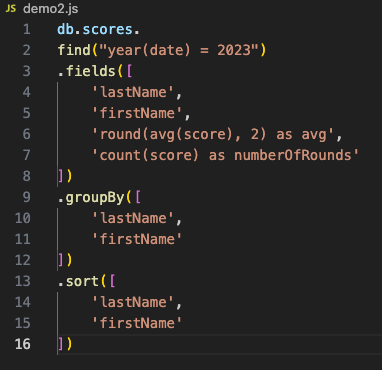 JS demo2.js
1 db.scores.
2 find("year(date) = 2023")
3 .fields([
4     'lastName',
5     'firstName',
6     'round(avg(score), 2) as avg',
7     'count(score) as numberOfRounds'
8 ])
9 .groupBy([
10     'lastName',
11     'firstName'
12 ])
13 .sort([
14     'lastName',
15     'firstName'
16 ])